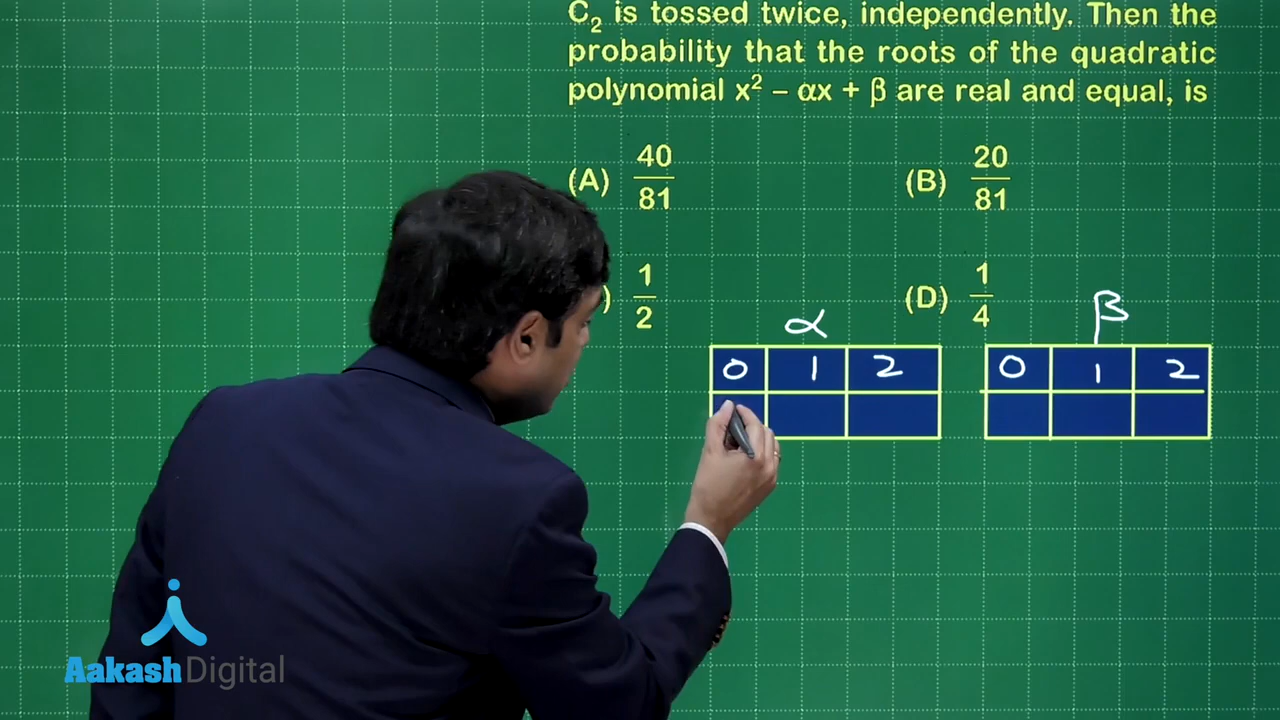 C₂ is tossed twice, independently. Then the
probability that the roots of the quadratic
polynomial x² – αx + β are real and equal, is
(A) 40/81
(B) 20/81
) 1/2
(D) 1/4
α
0 1 2
β
0 1 2
Aakash Digital